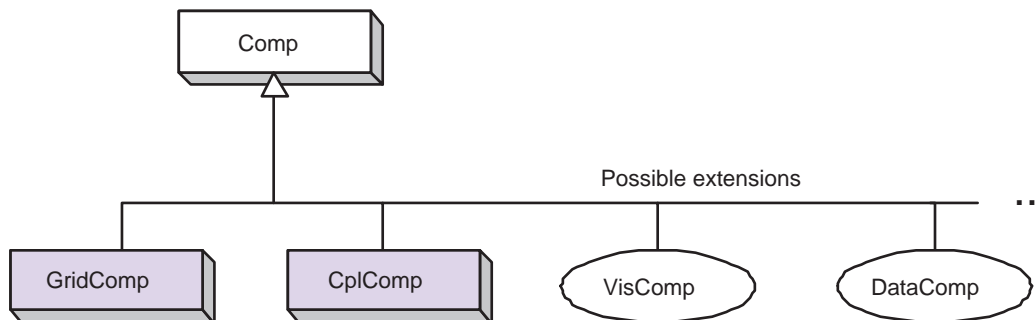 Comp
Possible extensions
..
GridComp
CplComp
VisComp
DataComp